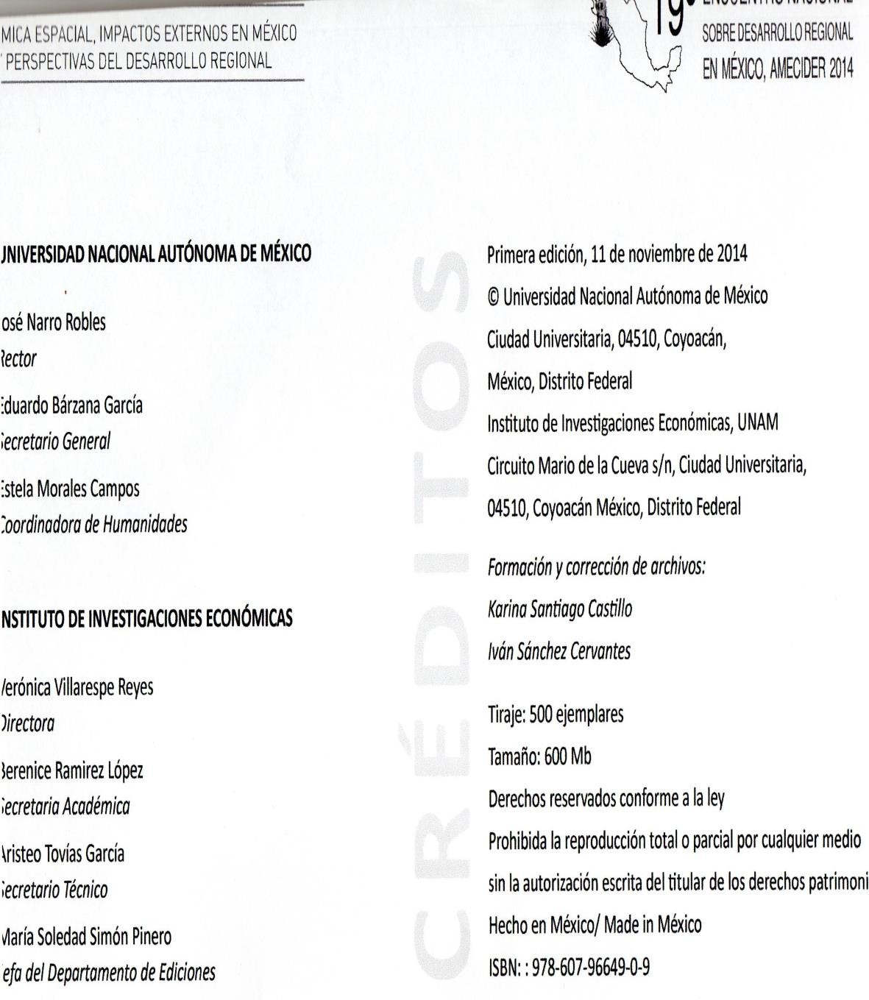 MICA ESPACIAL, IMPACTOS EXTERNOS EN MÉXICO
PERSPECTIVAS DEL DESARROLLO REGIONAL
19°
ENCUENTRO NACIONAL
SOBRE DESARROLLO REGIONAL
EN MÉXICO, AMECIDER 2014
UNIVERSIDAD NACIONAL AUTÓNOMA DE MÉXICO
José Narro Robles
Rector
Eduardo Bárzana García
Secretario General
Estela Morales Campos
Coordinadora de Humanidades
INSTITUTO DE INVESTIGACIONES ECONÓMICAS
Verónica Villarespe Reyes
Directora
Berenice Ramirez López
Secretaria Académica
Aristeo Tovías García
Secretario Técnico
María Soledad Simón Pinero
Jefa del Departamento de Ediciones
CRÉDITOS
Primera edición, 11 de noviembre de 2014
© Universidad Nacional Autónoma de México
Ciudad Universitaria, 04510, Coyoacán,
México, Distrito Federal
Instituto de Investigaciones Económicas, UNAM
Circuito Mario de la Cueva s/n, Ciudad Universitaria,
04510, Coyoacán México, Distrito Federal
Formación y corrección de archivos:
Karina Santiago Castillo
Iván Sánchez Cervantes
Tiraje: 500 ejemplares
Tamaño: 600 Mb
Derechos reservados conforme a la ley
Prohibida la reproducción total o parcial por cualquier medio
sin la autorización escrita del titular de los derechos patrimoni
Hecho en México/ Made in México
ISBN: : 978-607-96649-0-9